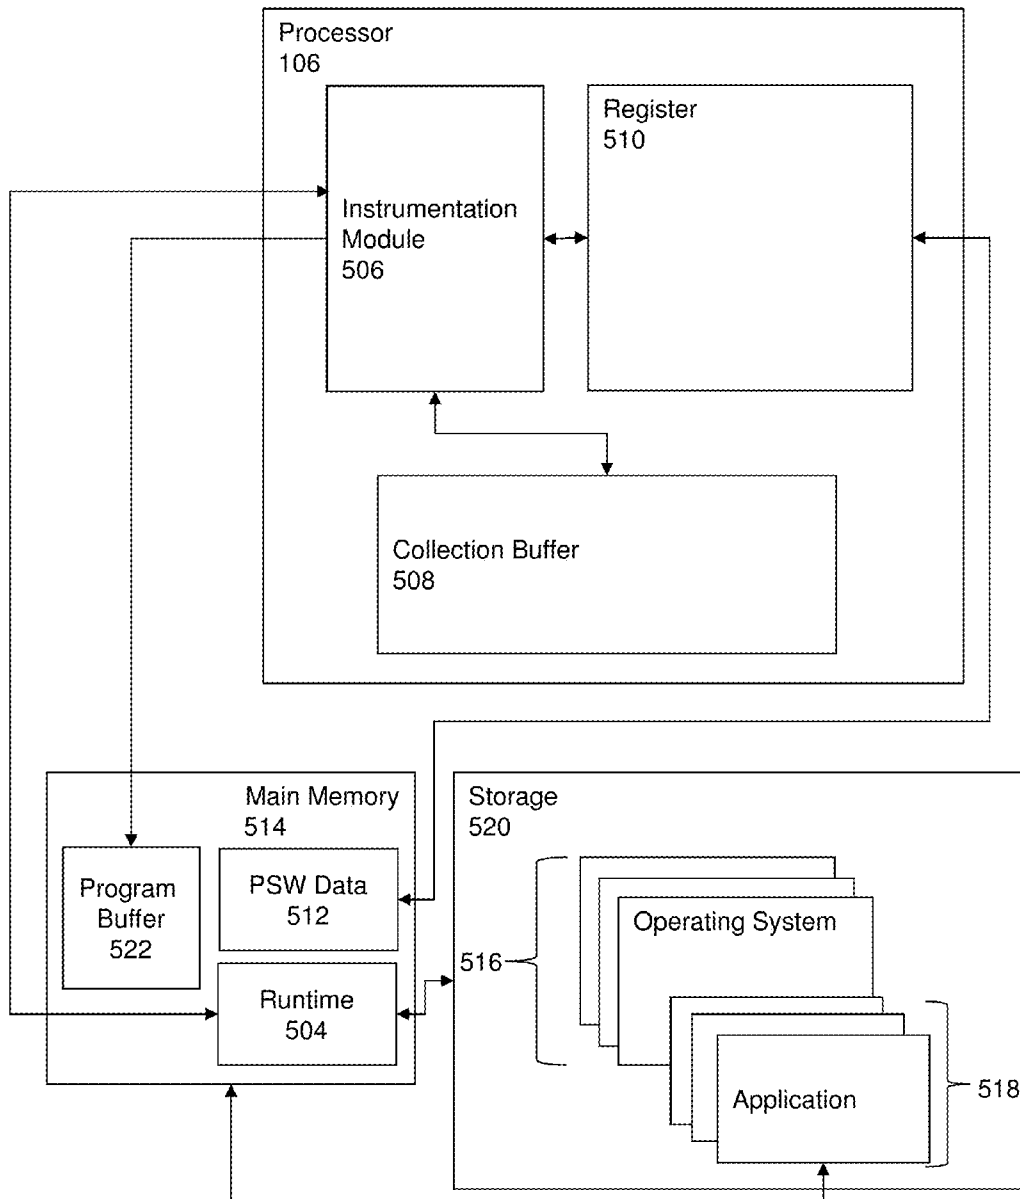 Processor
106
Instrumentation
Module
506
Register
510
Collection Buffer
508
Main Memory
514
Program
Buffer
522
PSW Data
512
Runtime
504
Storage
520
516
Operating System
Application
518